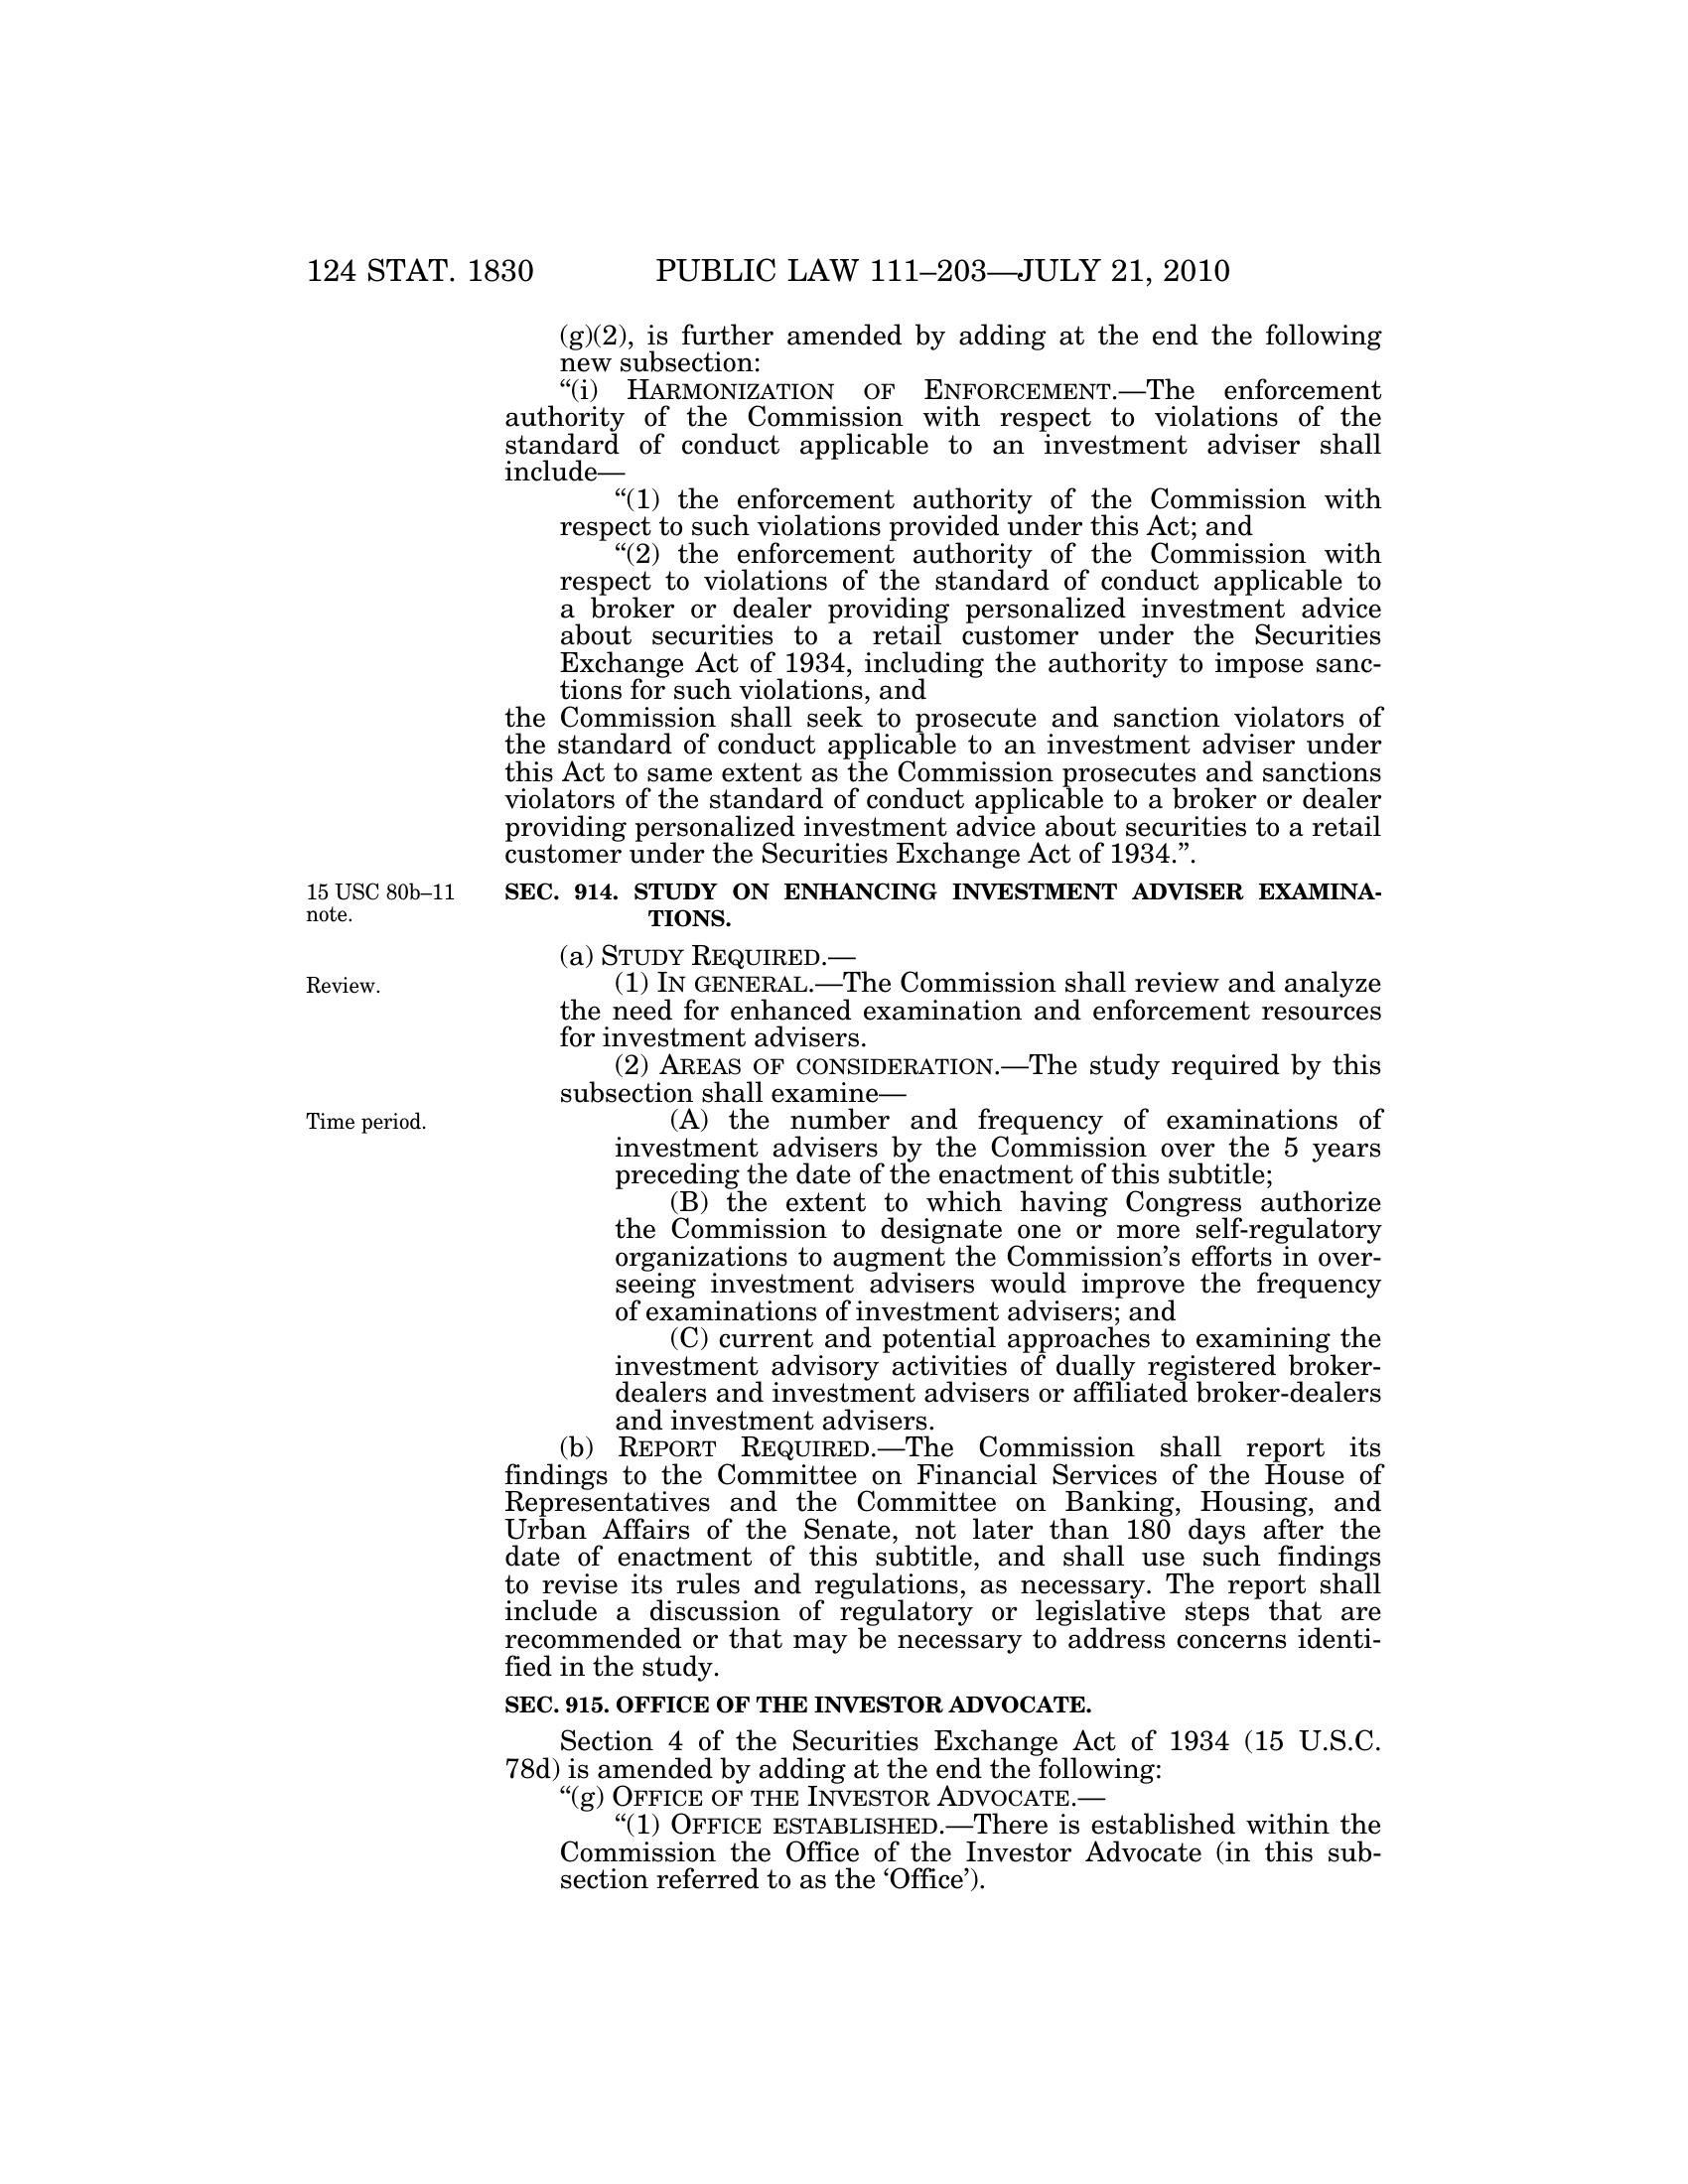 124 STAT. 1830 PUBLIC LAW 111–203—JULY 21, 2010
(g)(2), is further amended by adding at the end the following
new subsection:
“(i) HARMONIZATION OF ENFORCEMENT.—The enforcement
authority of the Commission with respect to violations of the
standard of conduct applicable to an investment adviser shall
include—
“(1) the enforcement authority of the Commission with
respect to such violations provided under this Act; and
“(2) the enforcement authority of the Commission with
respect to violations of the standard of conduct applicable to
a broker or dealer providing personalized investment advice
about securities to a retail customer under the Securities
Exchange Act of 1934, including the authority to impose sanc-
tions for such violations, and
the Commission shall seek to prosecute and sanction violators of
the standard of conduct applicable to an investment adviser under
this Act to same extent as the Commission prosecutes and sanctions
violators of the standard of conduct applicable to a broker or dealer
providing personalized investment advice about securities to a retail
customer under the Securities Exchange Act of 1934.”.
15 USC 80b–11
note.
SEC. 914. STUDY ON ENHANCING INVESTMENT ADVISER EXAMINA-
TIONS.
(a) STUDY REQUIRED.—
Review.
(1) IN GENERAL.—The Commission shall review and analyze
the need for enhanced examination and enforcement resources
for investment advisers.
(2) AREAS OF CONSIDERATION.—The study required by this
subsection shall examine—
Time period.
(A) the number and frequency of examinations of
investment advisers by the Commission over the 5 years
preceding the date of the enactment of this subtitle;
(B) the extent to which having Congress authorize
the Commission to designate one or more self-regulatory
organizations to augment the Commission’s efforts in over-
seeing investment advisers would improve the frequency
of examinations of investment advisers; and
(C) current and potential approaches to examining the
investment advisory activities of dually registered broker-
dealers and investment advisers or affiliated broker-dealers
and investment advisers.
(b) REPORT REQUIRED.—The Commission shall report its
findings to the Committee on Financial Services of the House of
Representatives and the Committee on Banking, Housing, and
Urban Affairs of the Senate, not later than 180 days after the
date of enactment of this subtitle, and shall use such findings
to revise its rules and regulations, as necessary. The report shall
include a discussion of regulatory or legislative steps that are
recommended or that may be necessary to address concerns identi-
fied in the study.
SEC. 915. OFFICE OF THE INVESTOR ADVOCATE.
Section 4 of the Securities Exchange Act of 1934 (15 U.S.C.
78d) is amended by adding at the end the following:
“(g) OFFICE OF THE INVESTOR ADVOCATE.—
“(1) OFFICE ESTABLISHED.—There is established within the
Commission the Office of the Investor Advocate (in this sub-
section referred to as the ‘Office’).